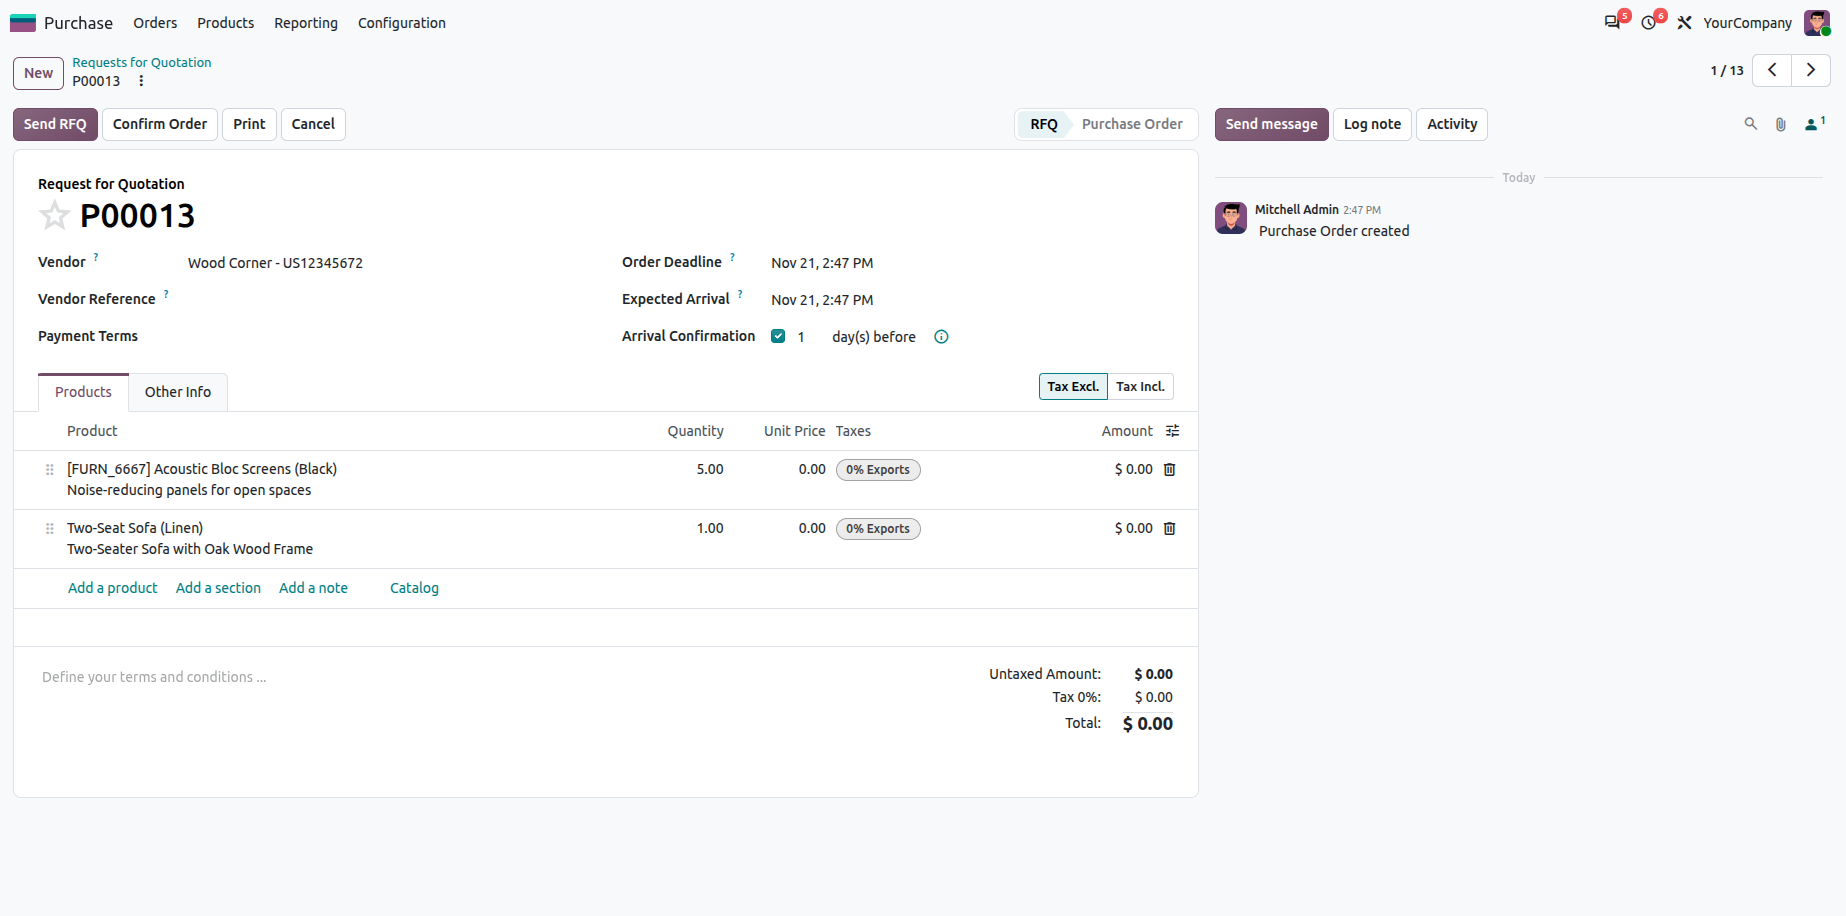 Purchase Orders Products Reporting Configuration 5 6 YourCompany
New Requests for Quotation
P00013
1 / 13
Send RFQ Confirm Order Print Cancel RFQ Purchase Order Send message Log note Activity 1
Today
Request for Quotation
P00013
Mitchell Admin 2:47 PM
Purchase Order created
Vendor ? Wood Corner - US12345672 Order Deadline ? Nov 21, 2:47 PM
Vendor Reference ? Expected Arrival ? Nov 21, 2:47 PM
Payment Terms Arrival Confirmation 1 day(s) before
Products Other Info Tax Excl. Tax Incl.
Product Quantity Unit Price Taxes Amount
[FURN_6667] Acoustic Bloc Screens (Black) 5.00 0.00 0% Exports $ 0.00
Noise-reducing panels for open spaces
Two-Seat Sofa (Linen) 1.00 0.00 0% Exports $ 0.00
Two-Seater Sofa with Oak Wood Frame
Add a product Add a section Add a note Catalog
Define your terms and conditions ...
Untaxed Amount: $ 0.00
Tax 0%: $ 0.00
Total: $ 0.00